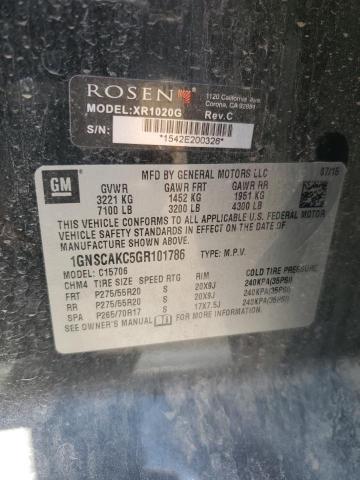 ROSEN
1120 California Ave.
Corona, CA 92881
MODEL:XR1020G Rev.C
S/N: *1542E200326*
GM
MFD BY GENERAL MOTORS LLC 07/15
GVWR GAWR FRT GAWR RR
3221 KG 1452 KG 1951 KG
7100 LB 3200 LB 4300 LB
THIS VEHICLE CONFORMS TO ALL APPLICABLE U.S. FEDERAL MOTOR
VEHICLE SAFETY STANDARDS IN EFFECT ON THE DATE OF
MANUFACTURE SHOWN ABOVE.
1GNSCAKC5GR101786 TYPE: M.P.V.
MODEL: C15706
CHM4 TIRE SIZE SPEED RTG RIM COLD TIRE PRESSURE
FRT P275/55R20 S 20X9J 240KPA(35PSI)
RR P275/55R20 S 20X9J 240KPA(35PSI)
SPA P265/70R17 17X7.5J 240KPA(35PSI)
SEE OWNER'S MANUAL FOR MORE INFORMATION.